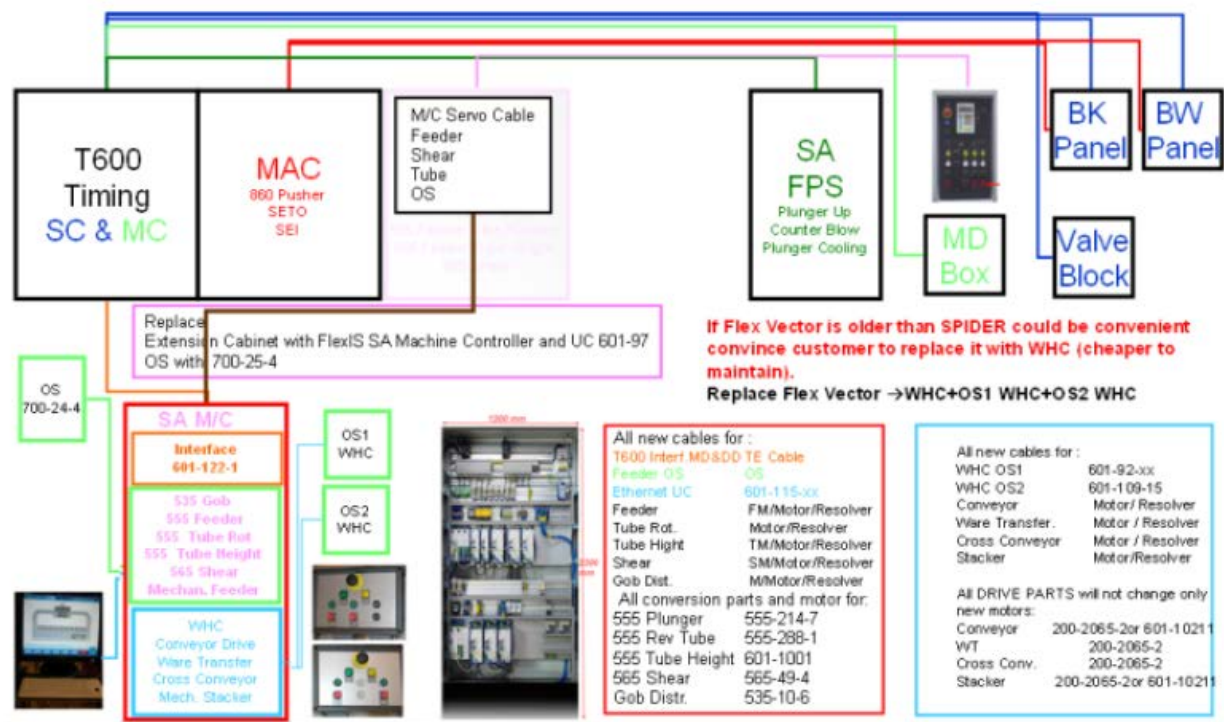 T600
Timing
SC & MC
MAC
860 Pusher
SETO
SEI
M/C Servo Cable
Feeder
Shear
Tube
OS
SA
FPS
Plunger Up
Counter Blow
Plunger Cooling
MD
Box
BK
Panel
BW
Panel
Valve
Block
Replace
Extension Cabinet with FlexIS SA Machine Controller and UC 601-97
OS with 700-25-4
If Flex Vector is older than SPIDER could be convenient
convince customer to replace it with WHC (cheaper to
maintain).
Replace Flex Vector →WHC+OS1 WHC+OS2 WHC
OS
700-24-4
SA M/C
Interface
601-122-1
535 Gob
555 Feeder
555 Tube Rot
555 Tube Height
565 Shear
Mechan. Feeder
WHC
Conveyor Drive
Ware Transfer
Cross Conveyor
Mech. Stacker
OS1
WHC
OS2
WHC
All new cables for :
T600 Interf.MD&DD TE Cable
Feeder OS OS
Ethernet UC 601-115-xx
Feeder FM/Motor/Resolver
Tube Rot. Motor/Resolver
Tube Hight TM/Motor/Resolver
Shear SM/Motor/Resolver
Gob Dist. M/Motor/Resolver
All conversion parts and motor for:
555 Plunger 555-214-7
555 Rev Tube 555-288-1
555 Tube Height 601-1001
565 Shear 565-49-4
Gob Distr. 535-10-6
All new cables for :
WHC OS1 601-92-xx
WHC OS2 601-109-15
Conveyor Motor/ Resolver
Ware Transfer. Motor / Resolver
Cross Conveyor Motor / Resolver
Stacker Motor/Resolver
All DRIVE PARTS will not change only
new motors:
Conveyor 200-2065-2or 601-10211
WT 200-2065-2
Cross Conv. 200-2065-2
Stacker 200-2065-2or 601-10211